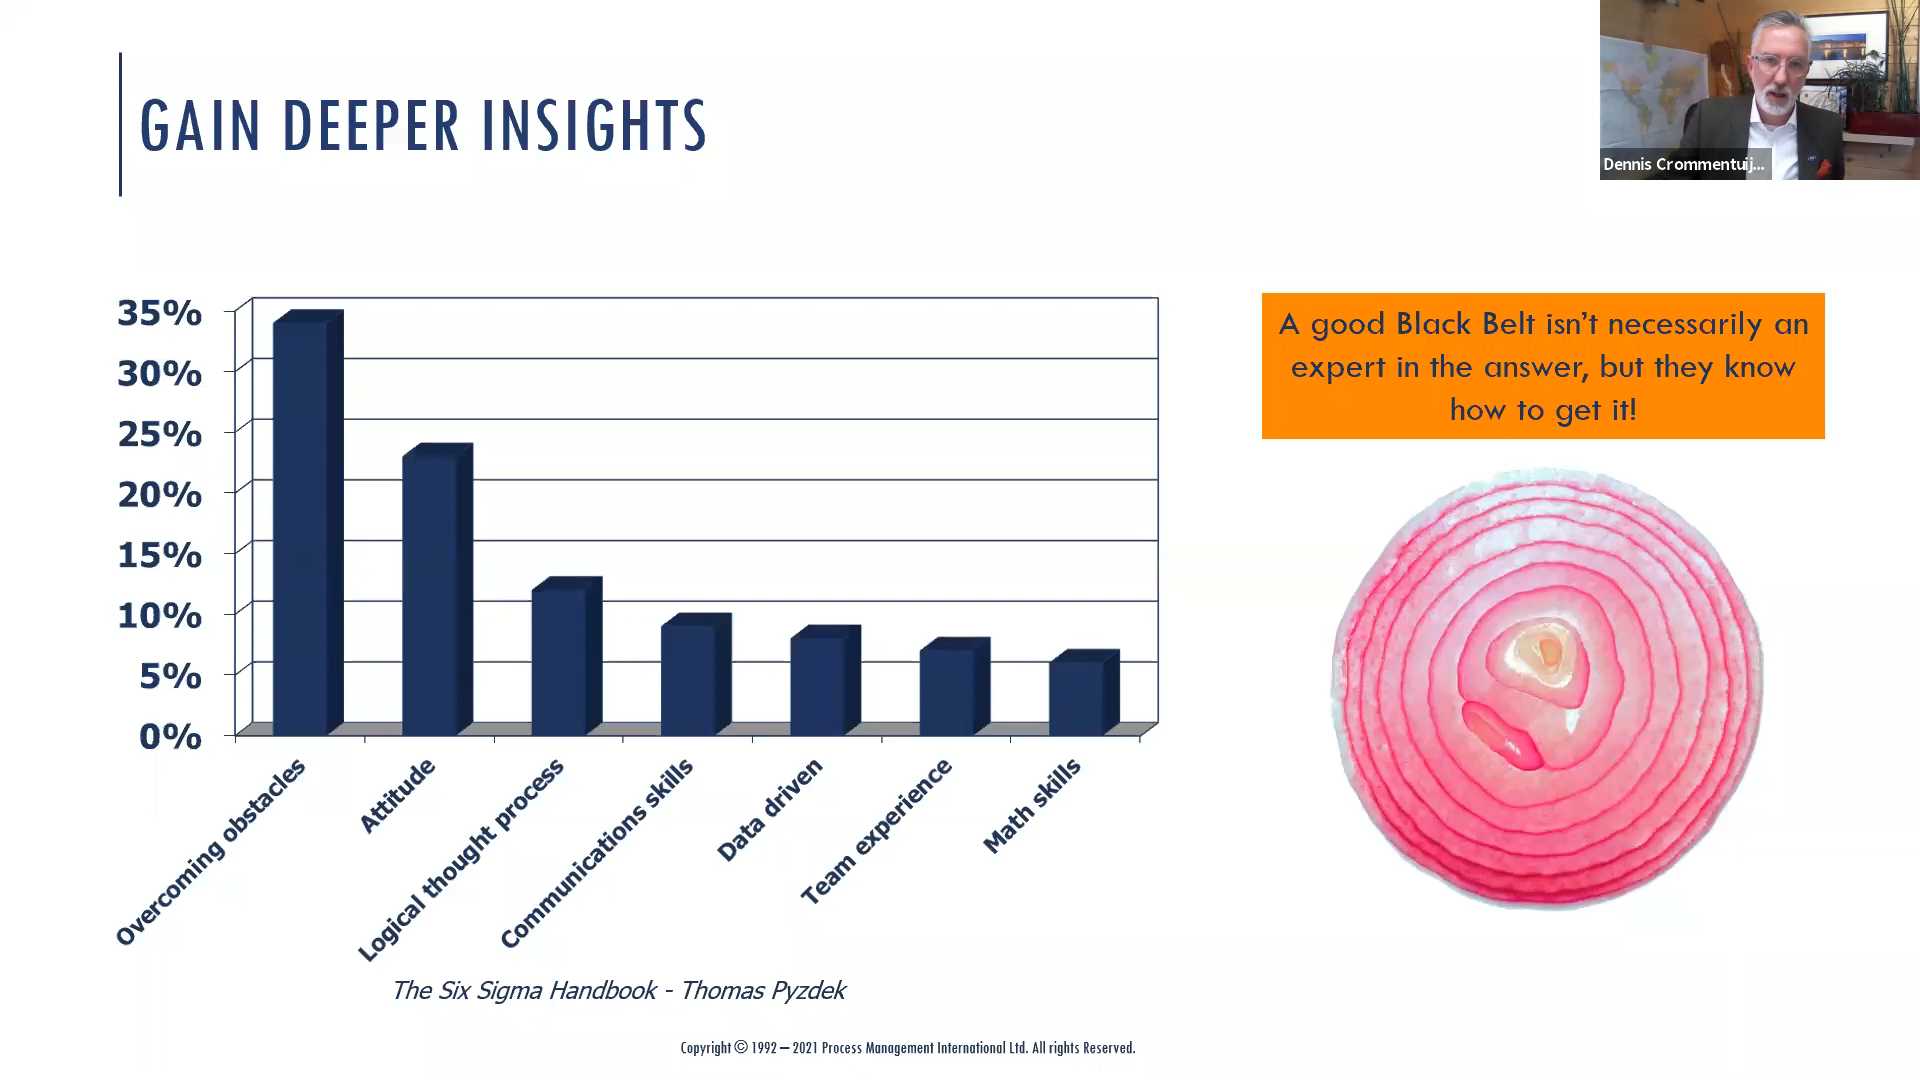 GAIN DEEPER INSIGHTS
Dennis Crommentuij...
35%
30%
25%
20%
15%
10%
5%
0%
Overcoming obstacles
Attitude
Logical thought process
Communications skills
Data driven
Team experience
Math skills
The Six Sigma Handbook - Thomas Pyzdek
A good Black Belt isn't necessarily an
expert in the answer, but they know
how to get it!
Copyright © 1992 – 2021 Process Management International Ltd. All rights Reserved.